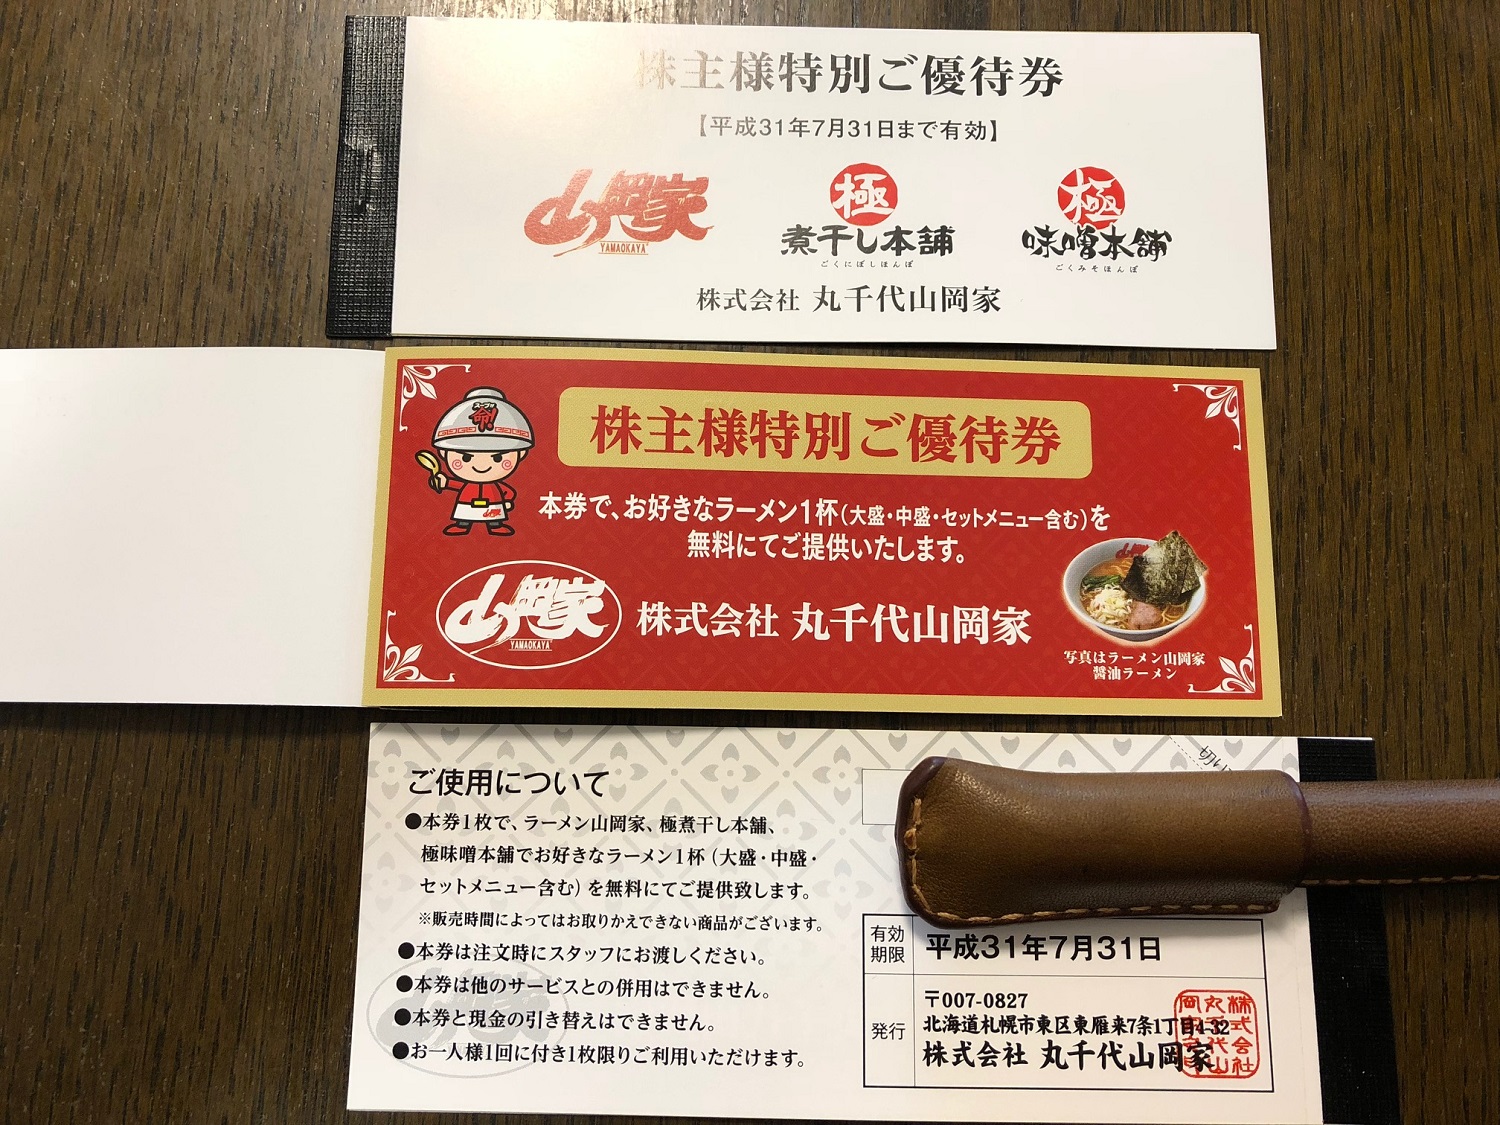 株主様特別ご優待券
【平成31年7月31日まで有効】
山岡家
YAMAOKAYA
極
煮干し本舗
ごくにぼしほんぽ
極
味噌本舗
ごくみそほんぽ
株式会社 丸千代山岡家
命!
株主様特別ご優待券
本券で、お好きなラーメン1杯(大盛・中盛・セットメニュー含む)を
無料にてご提供いたします。
山岡家
YAMAOKAYA
株式会社 丸千代山岡家
写真はラーメン山岡家
醤油ラーメン
切り
ご使用について
●本券1枚で、ラーメン山岡家、極煮干し本舗、
極味噌本舗でお好きなラーメン1杯(大盛・中盛・
セットメニュー含む)を無料にてご提供致します。
※販売時間によってはお取りかえできない商品がございます。
●本券は注文時にスタッフにお渡しください。
●本券は他のサービスとの併用はできません。
●本券と現金の引き替えはできません。
●お一人様1回に付き1枚限りご利用いただけます。
有効期限 平成31年7月31日
発行
〒007-0827
北海道札幌市東区東雁来7条1丁目4-32
株式会社 丸千代山岡家